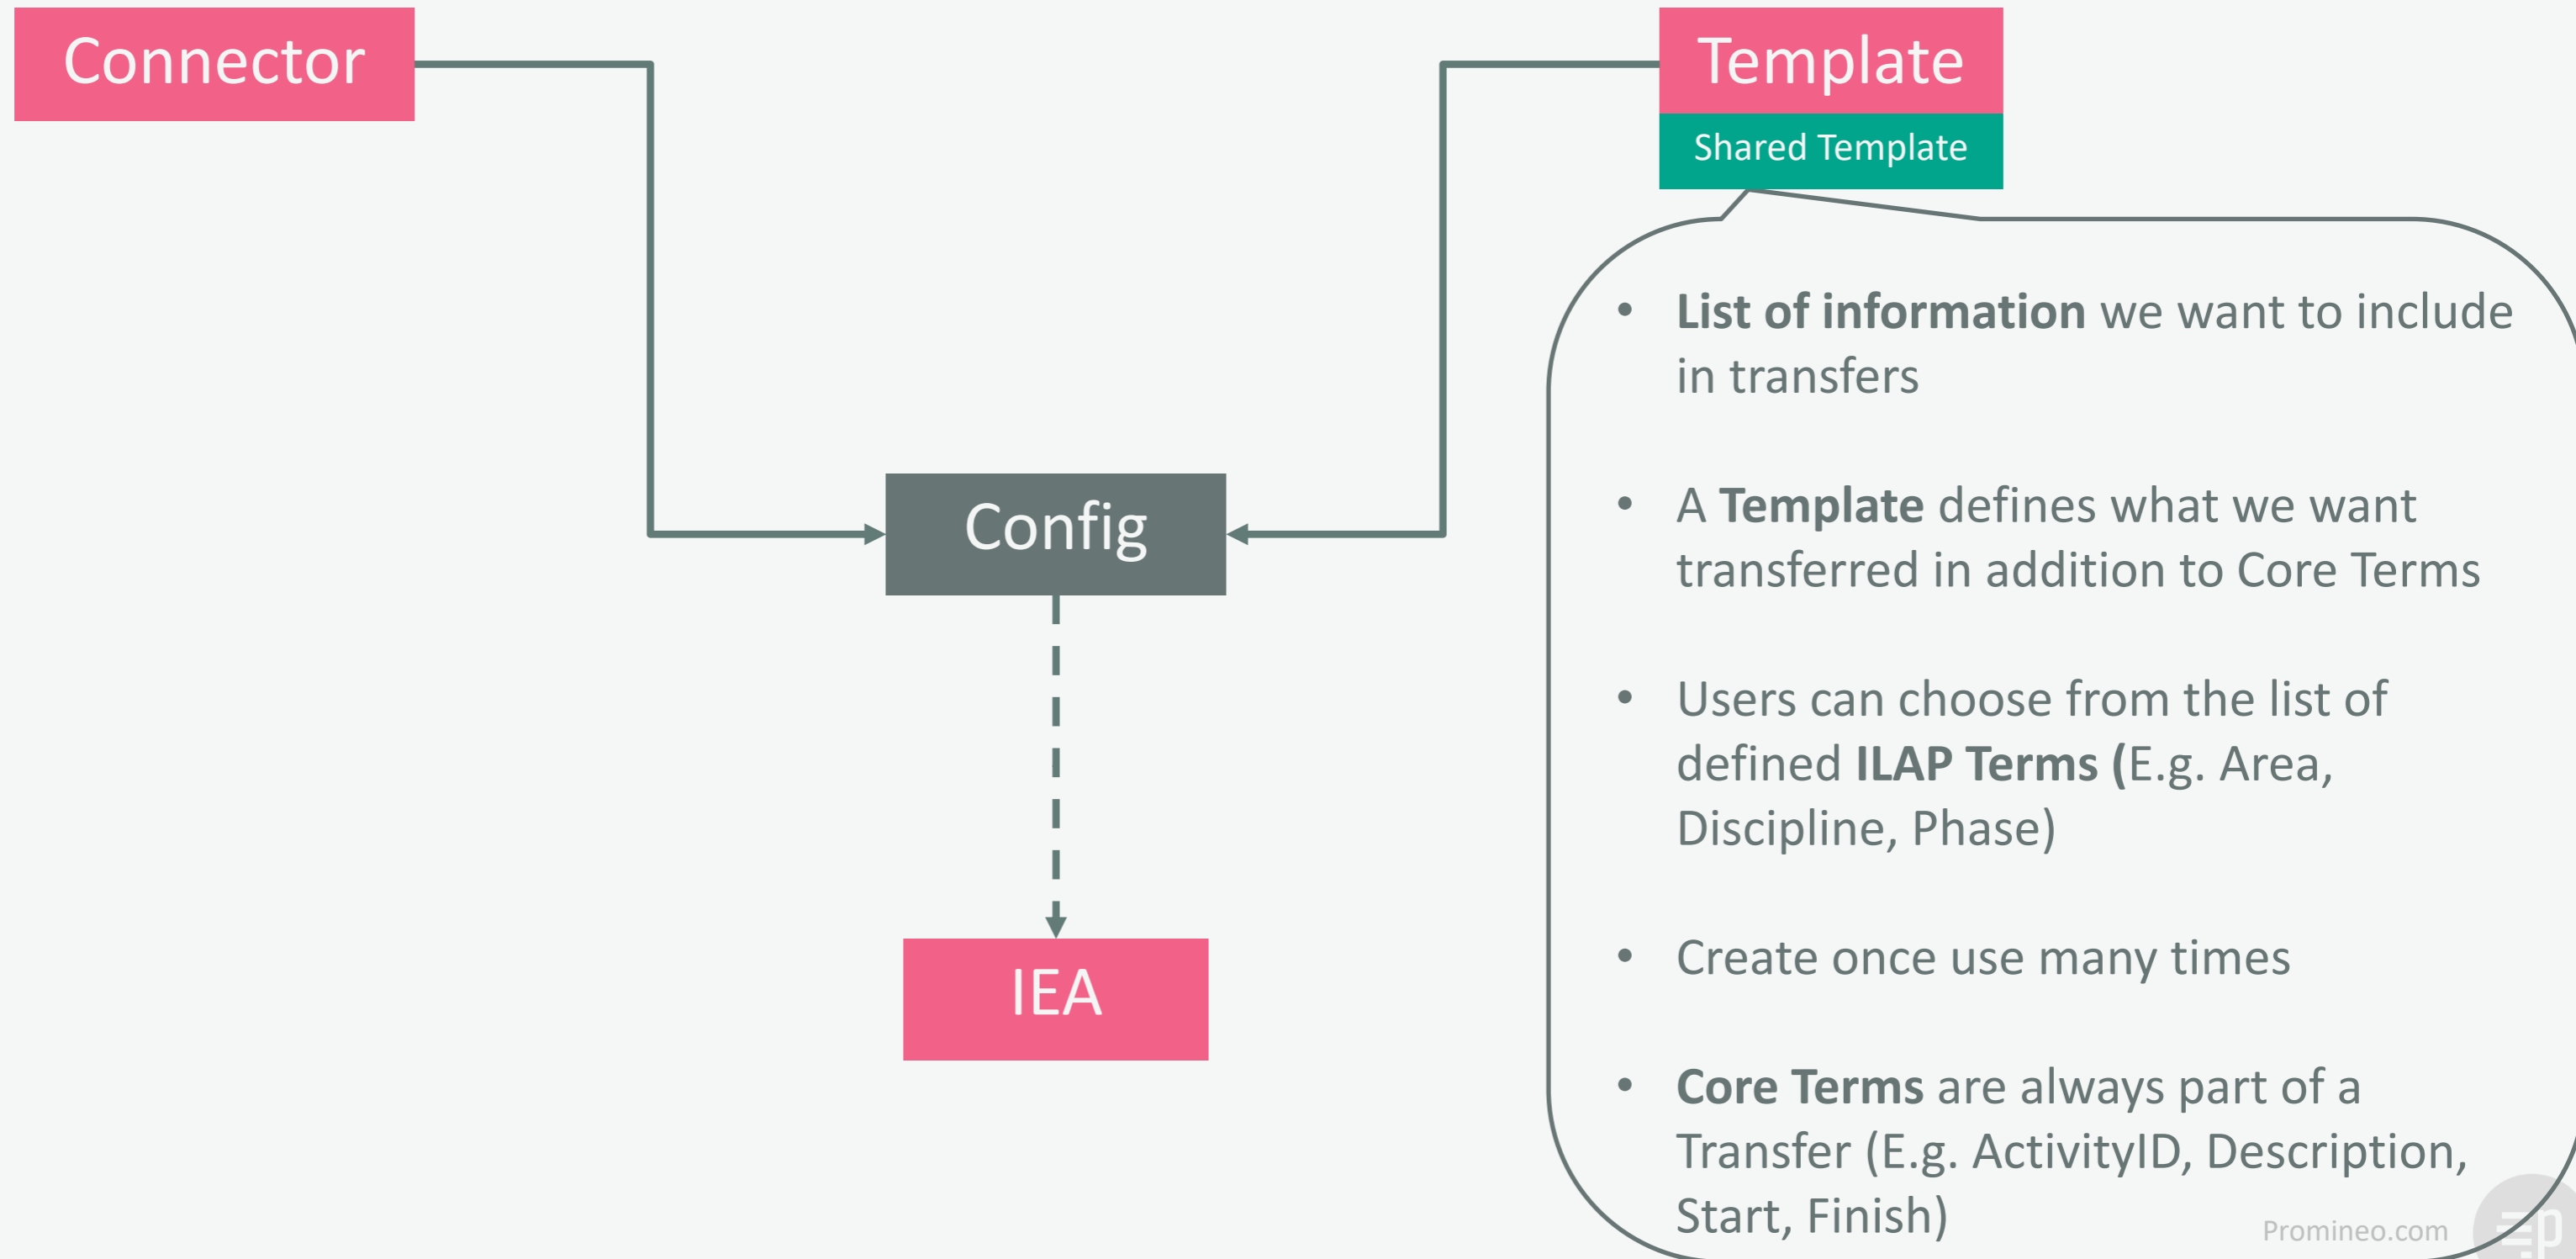 Connector
Template
Shared Template
• List of information we want to include
in transfers
• A Template defines what we want
transferred in addition to Core Terms
Config
• Users can choose from the list of
defined ILAP Terms (E.g. Area,
Discipline, Phase)
• Create once use many times
IEA
• Core Terms are always part of a
Transfer (E.g. ActivityID, Description,
Start, Finish)
Promineo.com